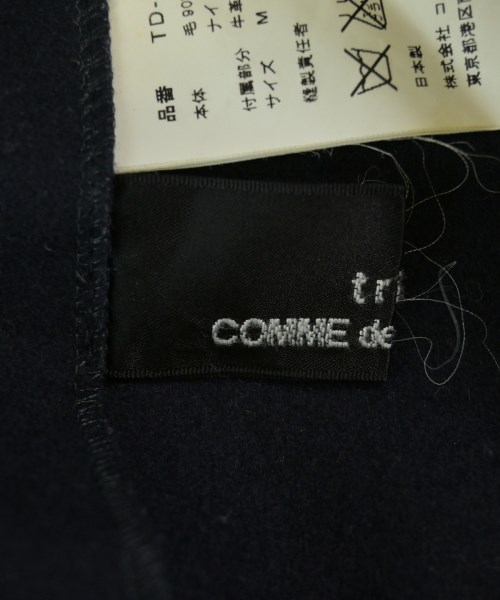 品番 TD-
本体 毛90
ナイ
付属部分 牛革
サイズ M
縫製責任者
日本製
株式会社 コ
東京都港区
tri
COMME de